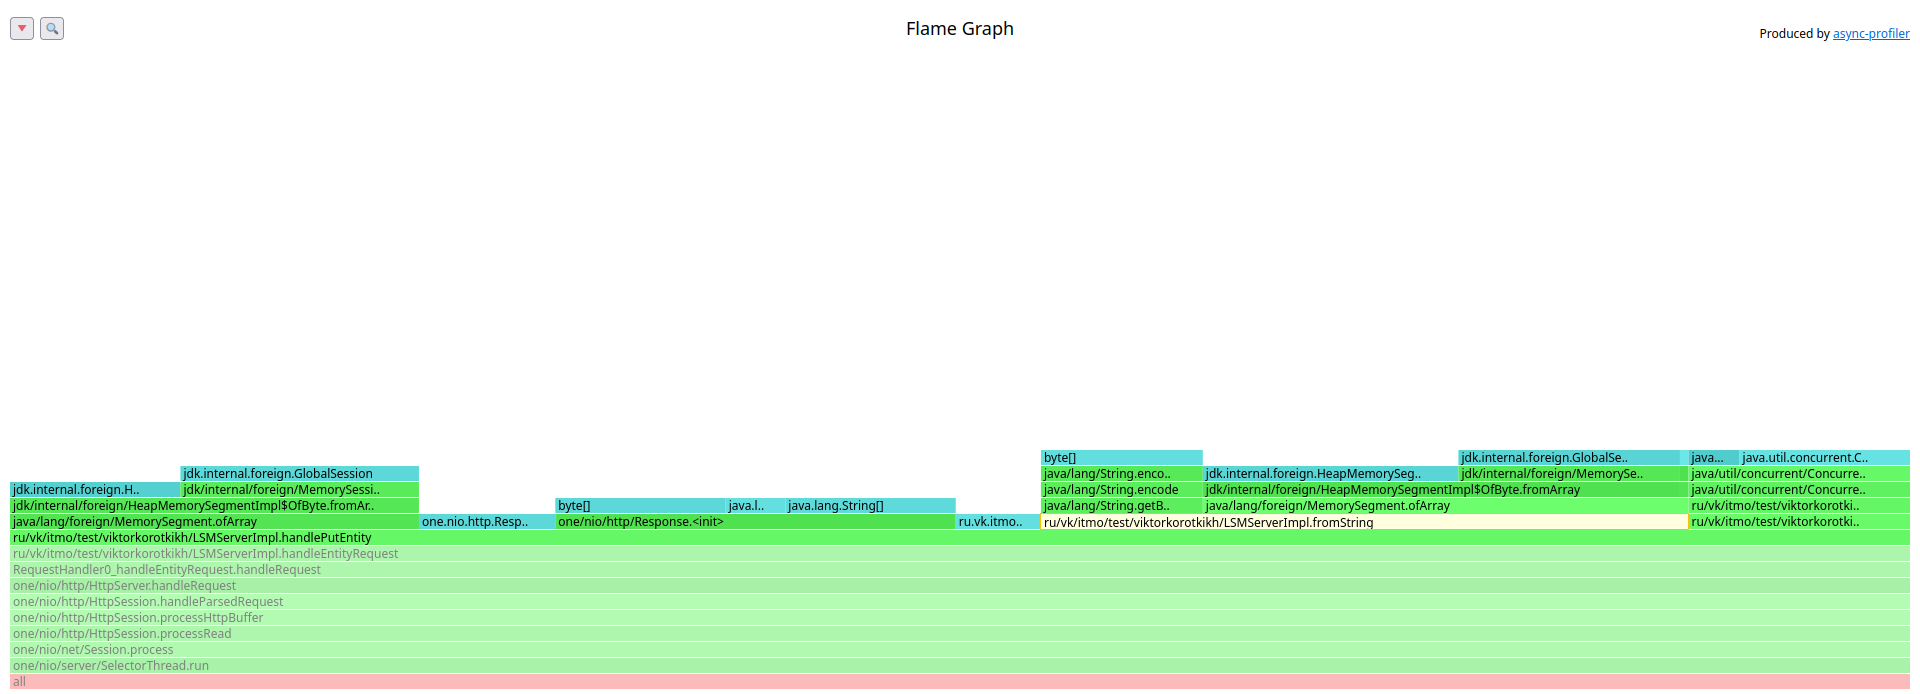 Flame Graph
Produced by async-profiler
byte[] jdk.internal.foreign.GlobalSe.. java... java.util.concurrent.C..
jdk.internal.foreign.GlobalSession java/lang/String.enco.. jdk.internal.foreign.HeapMemorySeg.. jdk/internal/foreign/MemorySe.. java/util/concurrent/Concurre..
jdk.internal.foreign.H.. jdk/internal/foreign/MemorySessi.. java/lang/String.encode jdk/internal/foreign/HeapMemorySegmentImpl$OfByte.fromArray java/util/concurrent/Concurre..
jdk/internal/foreign/HeapMemorySegmentImpl$OfByte.fromAr.. byte[] java.l.. java.lang.String[] java/lang/String.getB.. java/lang/foreign/MemorySegment.ofArray ru/vk/itmo/test/viktorkorotki..
java/lang/foreign/MemorySegment.ofArray one.nio.http.Resp.. one/nio/http/Response.<init> ru.vk.itmo.. ru/vk/itmo/test/viktorkorotkikh/LSMServerImpl.fromString ru/vk/itmo/test/viktorkorotki..
ru/vk/itmo/test/viktorkorotkikh/LSMServerImpl.handlePutEntity
ru/vk/itmo/test/viktorkorotkikh/LSMServerImpl.handleEntityRequest
RequestHandler0_handleEntityRequest.handleRequest
one/nio/http/HttpServer.handleRequest
one/nio/http/HttpSession.handleParsedRequest
one/nio/http/HttpSession.processHttpBuffer
one/nio/http/HttpSession.processRead
one/nio/net/Session.process
one/nio/server/SelectorThread.run
all